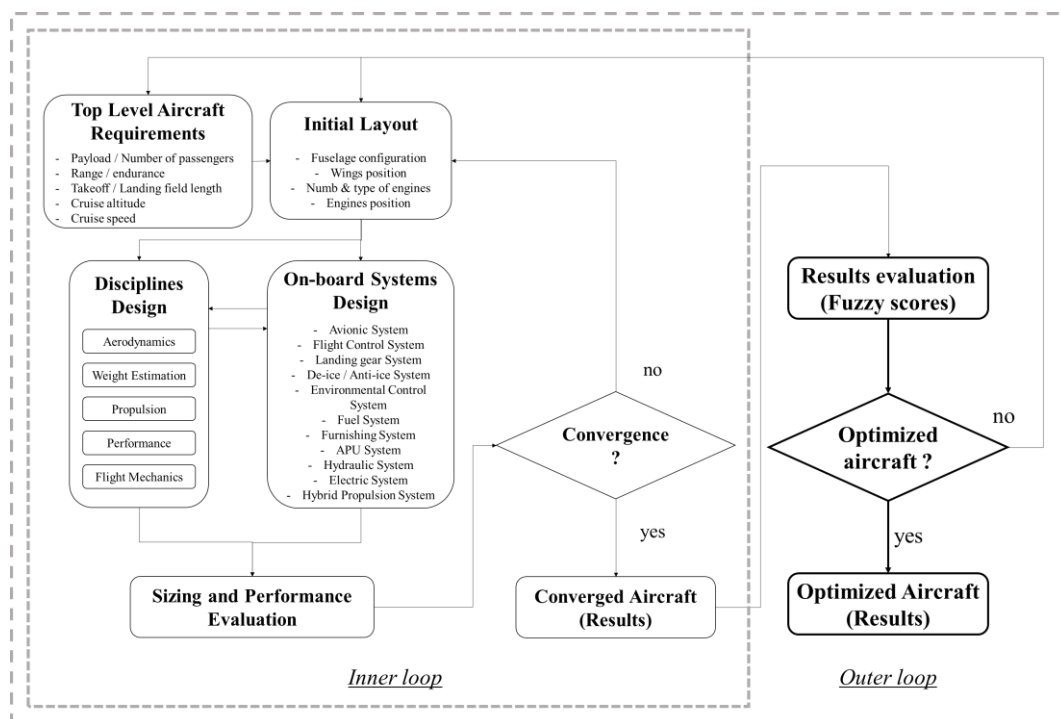 Top Level Aircraft
Requirements
- Payload / Number of passengers
- Range / endurance
- Takeoff / Landing field length
- Cruise altitude
- Cruise speed
Initial Layout
- Fuselage configuration
- Wings position
- Numb & type of engines
- Engines position
Disciplines
Design
Aerodynamics
Weight Estimation
Propulsion
Performance
Flight Mechanics
On-board Systems
Design
- Avionic System
- Flight Control System
- Landing gear System
- De-ice / Anti-ice System
- Environmental Control
System
- Fuel System
- Furnishing System
- APU System
- Hydraulic System
- Electric System
- Hybrid Propulsion System
Sizing and Performance
Evaluation
no
Convergence
?
yes
Converged Aircraft
(Results)
Inner loop
Results evaluation
(Fuzzy scores)
Optimized
aircraft ?
no
yes
Optimized Aircraft
(Results)
Outer loop